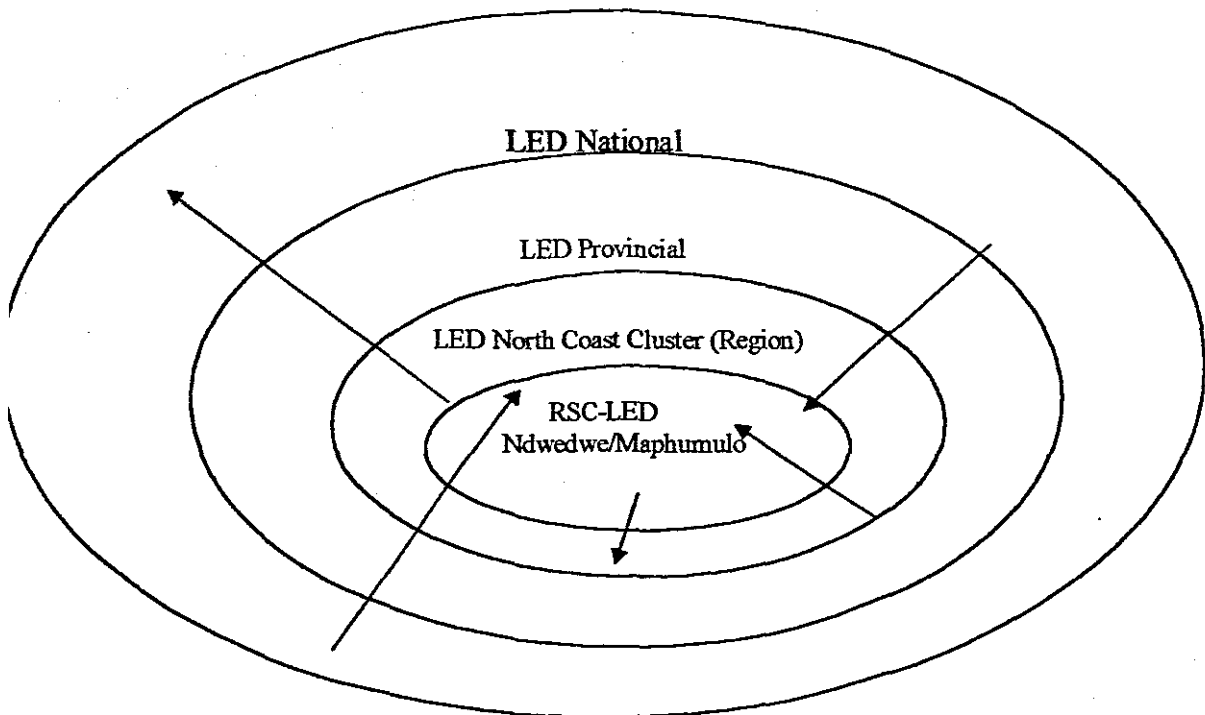 LED National
LED Provincial
LED North Coast Cluster (Region)
RSC-LED
Ndwedwe/Maphumulo